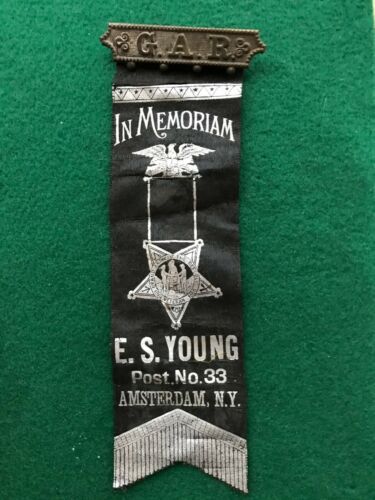 G.A.R.
IN MEMORIAM
E. S. YOUNG
Post. No. 33
AMSTERDAM, N.Y.